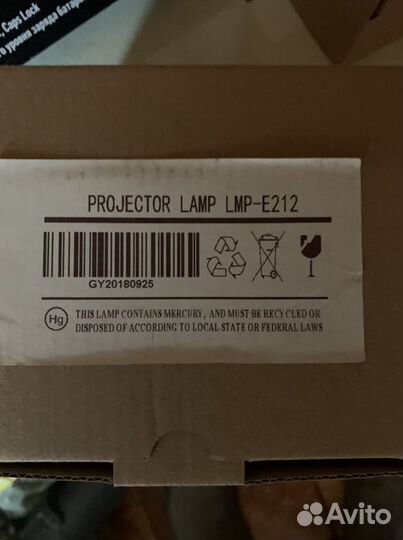 , Caps Lock
уровня заряда батаре
PROJECTOR LAMP LMP-E212
GY20180925
Hg
THIS LAMP CONTAINS MERCURY, AND MUST BE RECYCLED OR
DISPOSED OF ACCORDING TO LOCAL STATE OR FEDERAL LAWS
Avito